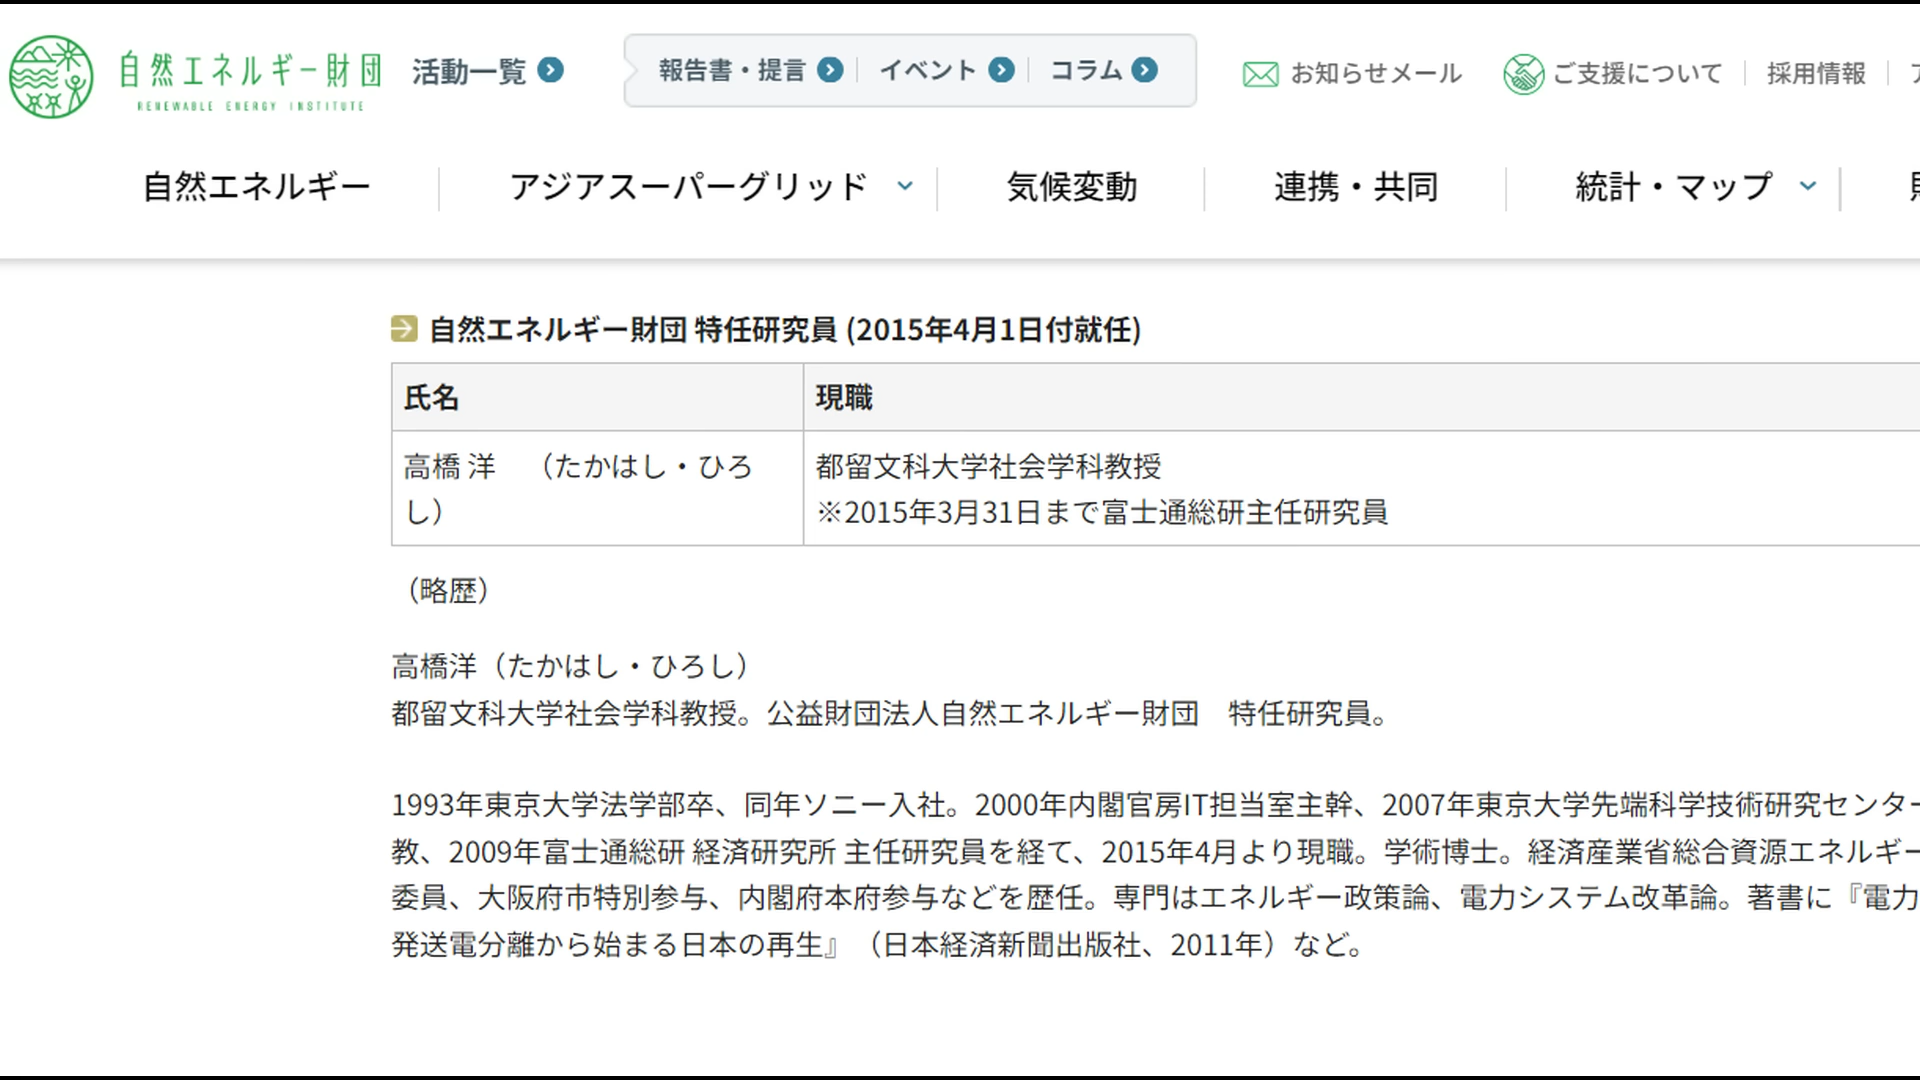 自然エネルギー財団
RENEWABLE ENERGY INSTITUTE
活動一覧
報告書・提言 イベント コラム
お知らせメール ご支援について 採用情報
自然エネルギー アジアスーパーグリッド 気候変動 連携・共同 統計・マップ
自然エネルギー財団 特任研究員 (2015年4月1日付就任)
氏名 現職
高橋 洋 （たかはし・ひろ
し）
都留文科大学社会学科教授
※2015年3月31日まで富士通総研主任研究員
（略歴）
高橋洋（たかはし・ひろし）
都留文科大学社会学科教授。公益財団法人自然エネルギー財団　特任研究員。
1993年東京大学法学部卒、同年ソニー入社。2000年内閣官房IT担当室主幹、2007年東京大学先端科学技術研究センター
教、2009年富士通総研 経済研究所 主任研究員を経て、2015年4月より現職。学術博士。経済産業省総合資源エネルギー
委員、大阪府市特別参与、内閣府本府参与などを歴任。専門はエネルギー政策論、電力システム改革論。著書に『電力
発送電分離から始まる日本の再生』（日本経済新聞出版社、2011年）など。